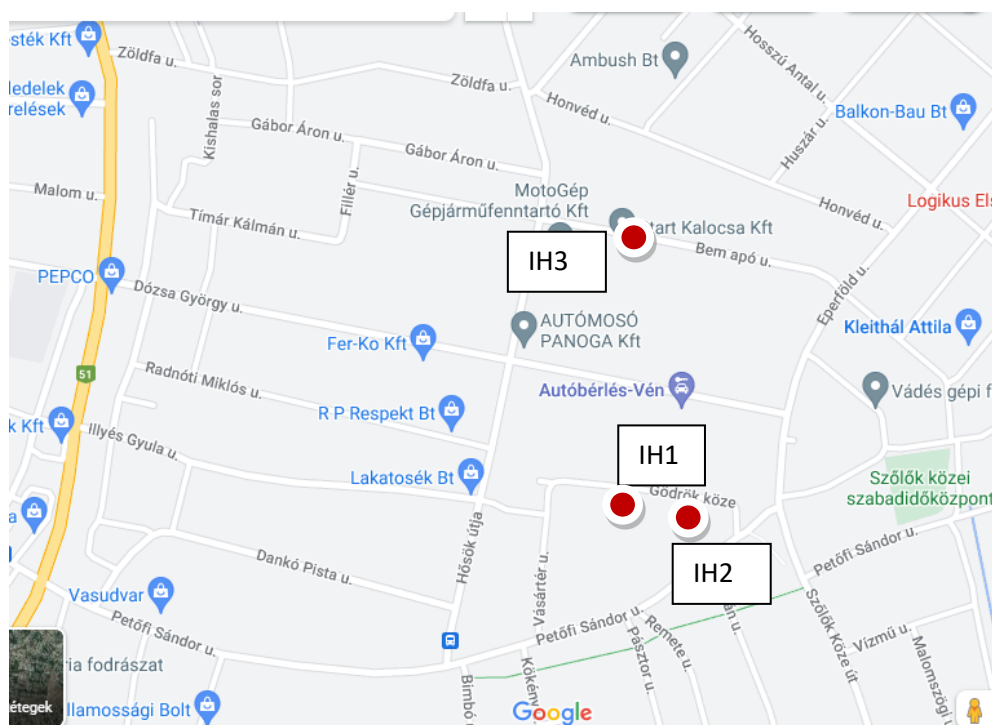 esték Kft
Zöldfa u.
Zöldfa u.
Ambush Bt
Hosszú Antal u.
edelek
relések
Kishalas sor
Honvéd u.
Balkon-Bau Bt
Gábor Áron u.
Gábor Áron u.
Huszár u.
Malom u.
Fillér u.
MotoGép
Gépjárműfenntartó Kft
Logikus Els
Tímár Kálmán u.
tart Kalocsa Kft
Honvéd u.
IH3
Bem apó u.
PEPCO
Dózsa György u.
Eperföld u.
AUTÓMOSÓ
PANOGA Kft
Kleithál Attila
Fer-Ko Kft
51
Radnóti Miklós u.
Autóbérlés-Vén
Vádés gépi f
R P Respekt Bt
k Kft
Illyés Gyula u.
IH1
Lakatosék Bt
Gödrök köze
Szőlők közei
szabadidőközpont
a
Hősök útja
Petőfi Sándor u.
Dankó Pista u.
Vásártér u.
IH2
Vasudvar
Petőfi Sándor u.
Petőfi Sándor u.
Remete u.
Pásztor u.
án u.
Szőlők Köze út
Vízmű u.
Malomszögi u
ria fodrászat
Bimbó
Kökény
étegek
llamossági Bolt
Google